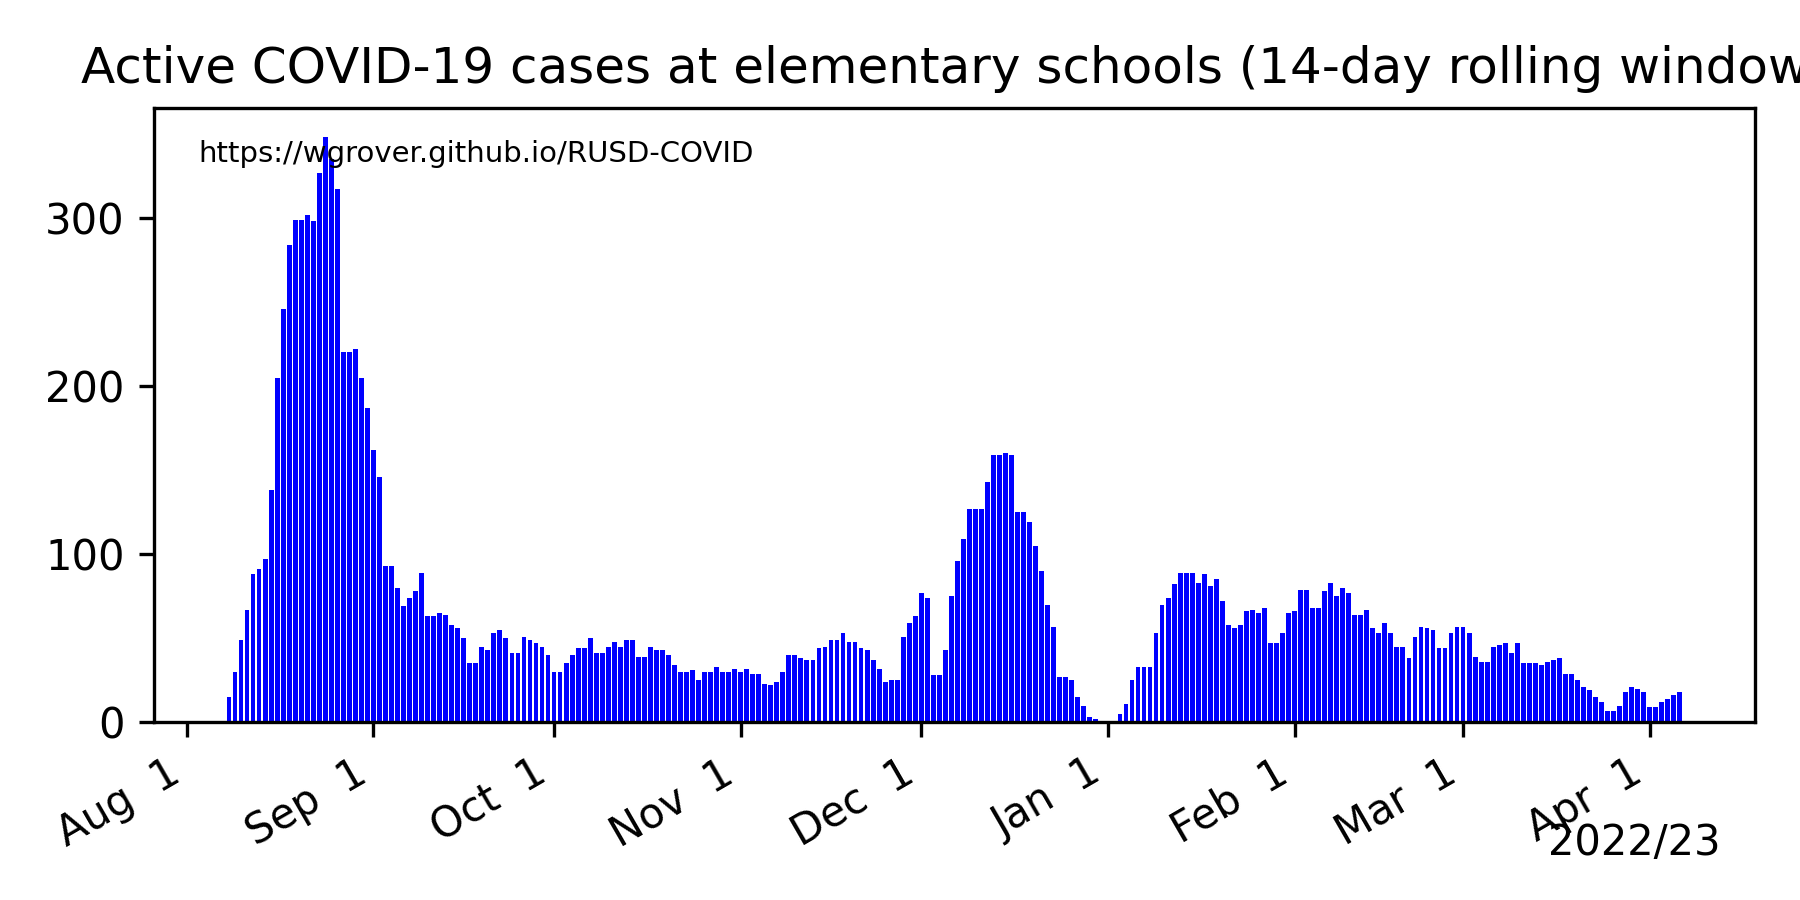 Active COVID-19 cases at elementary schools (14-day rolling window
https://wgrover.github.io/RUSD-COVID
300
200
100
0
Aug 1
Sep 1
Oct 1
Nov 1
Dec 1
Jan 1
Feb 1
Mar 1
Apr 1
2022/23